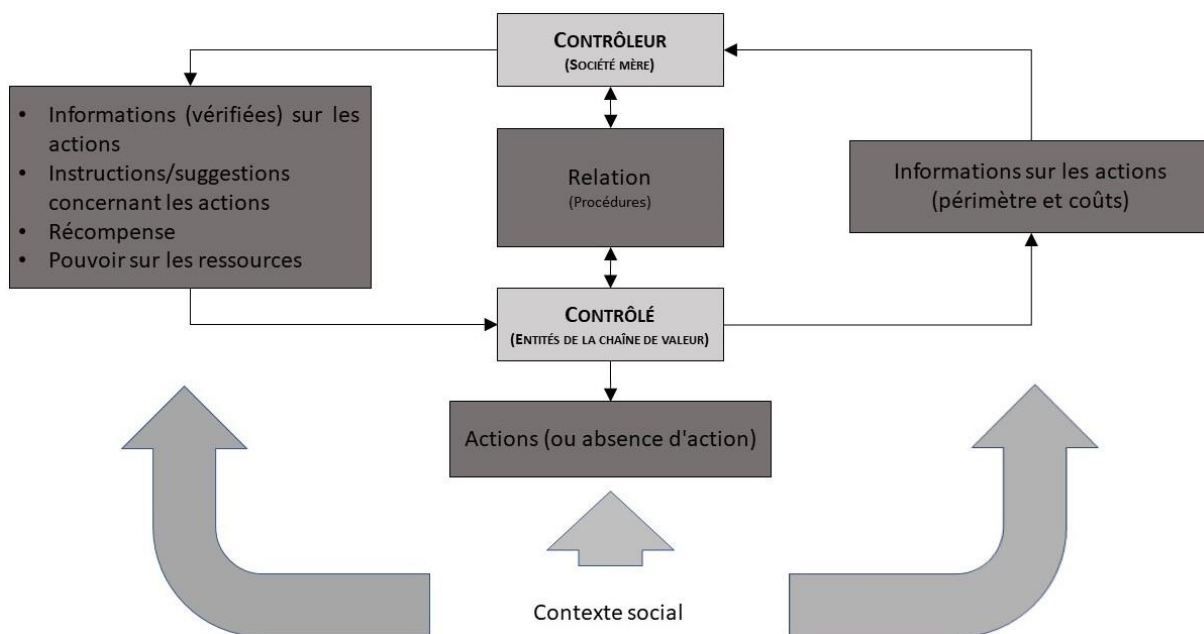 CONTRÔLEUR
(SOCIÉTÉ MÈRE)
• Informations (vérifiées) sur les
actions
• Instructions/suggestions
concernant les actions
• Récompense
• Pouvoir sur les ressources
Relation
(Procédures)
Informations sur les actions
(périmètre et coûts)
CONTRÔLÉ
(ENTITÉS DE LA CHAÎNE DE VALEUR)
Actions (ou absence d'action)
Contexte social